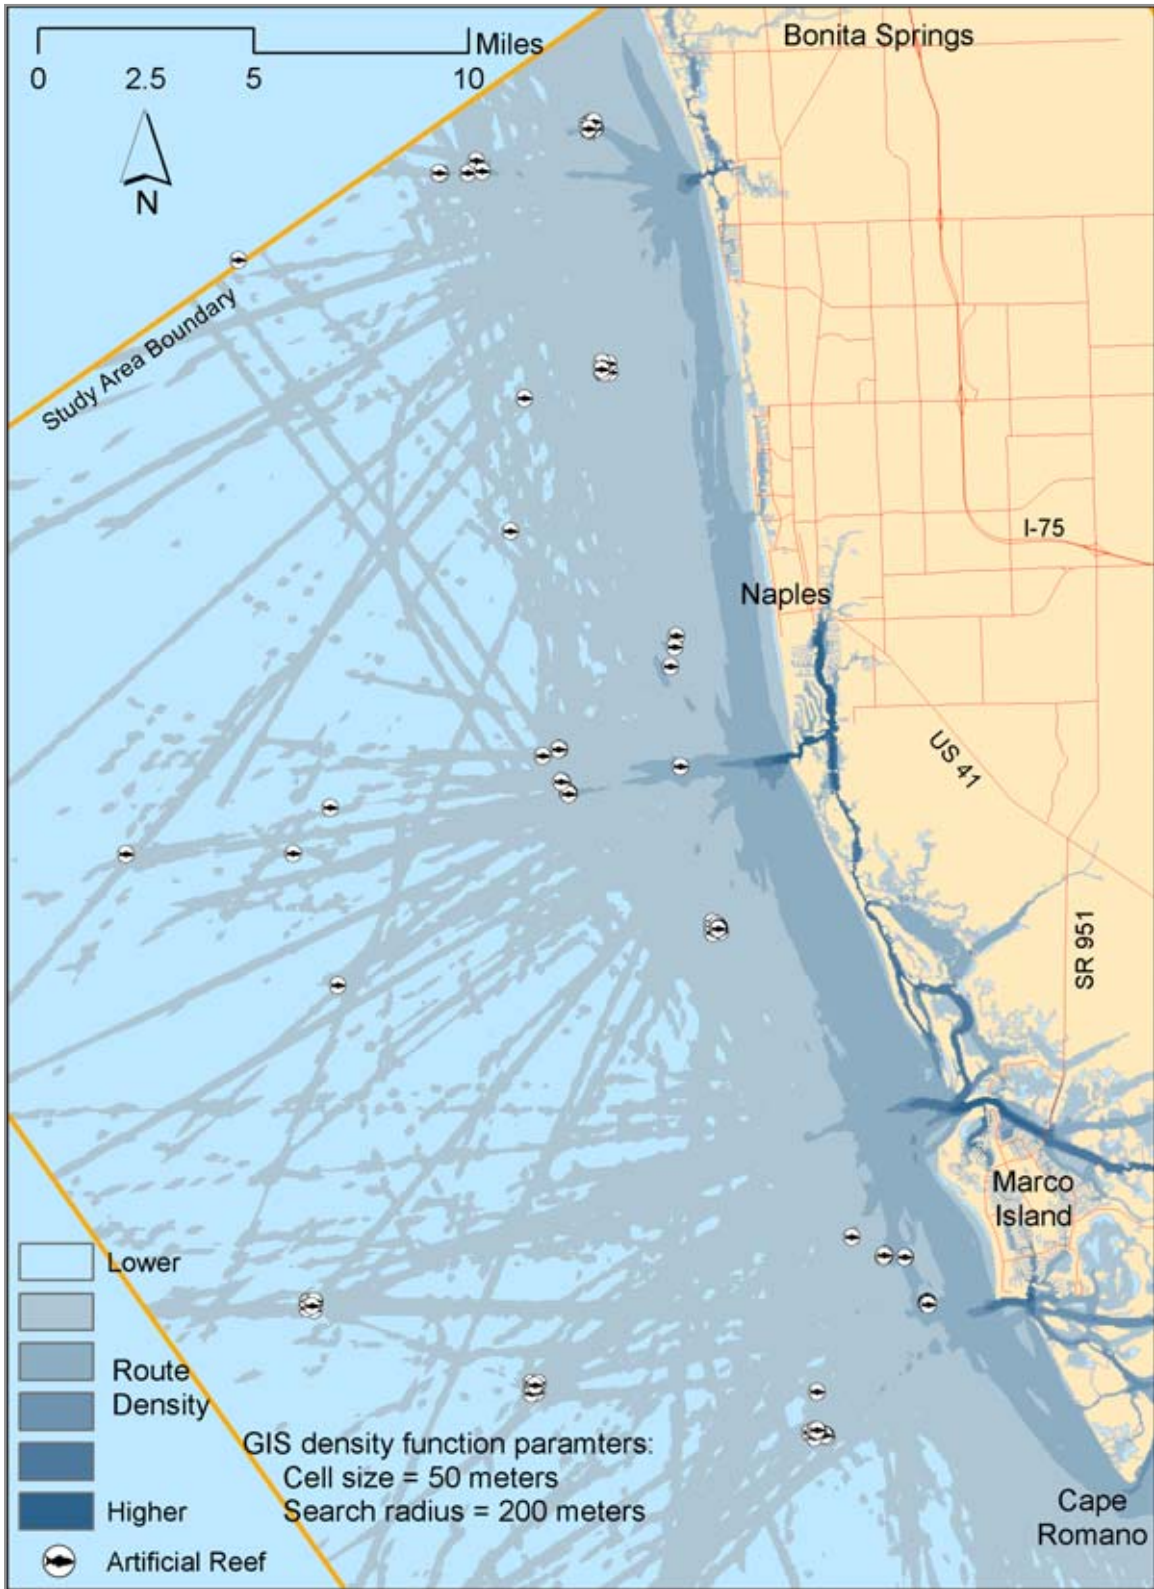 Bonita Springs
Miles
0 2.5 5 10
N
Study Area Boundary
I-75
Naples
US 41
SR 951
Marco
Island
Lower
Route
Density
GIS density function paramters:
Cell size = 50 meters
Search radius = 200 meters
Higher
Artificial Reef
Cape
Romano